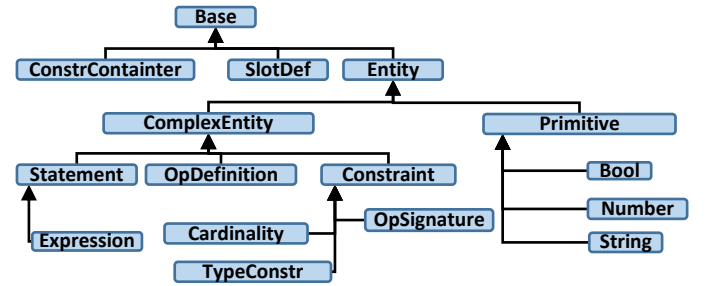 Base
ConstrContainter
SlotDef
Entity
ComplexEntity
Primitive
Statement
OpDefinition
Constraint
Bool
Number
OpSignature
Cardinality
Expression
String
TypeConstr